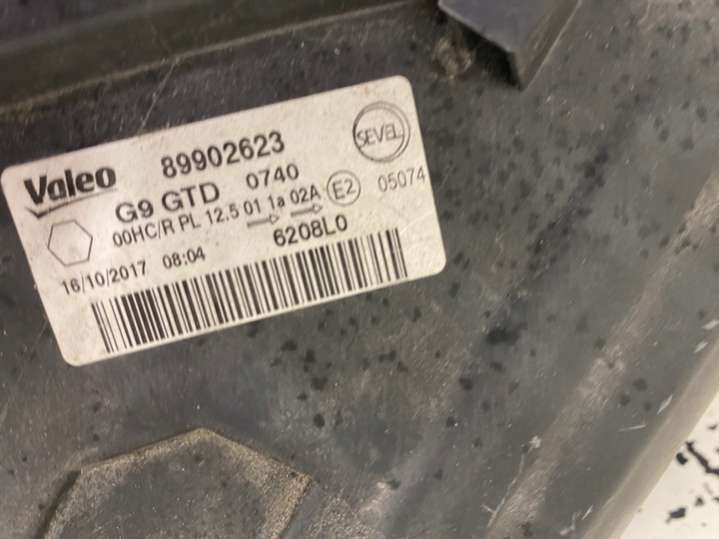 Valeo 89902623 SEVEL
G9 GTD 0740
00HC/R PL 12.5 01 1a 02A E2 05074
16/10/2017 08:04 6208L0